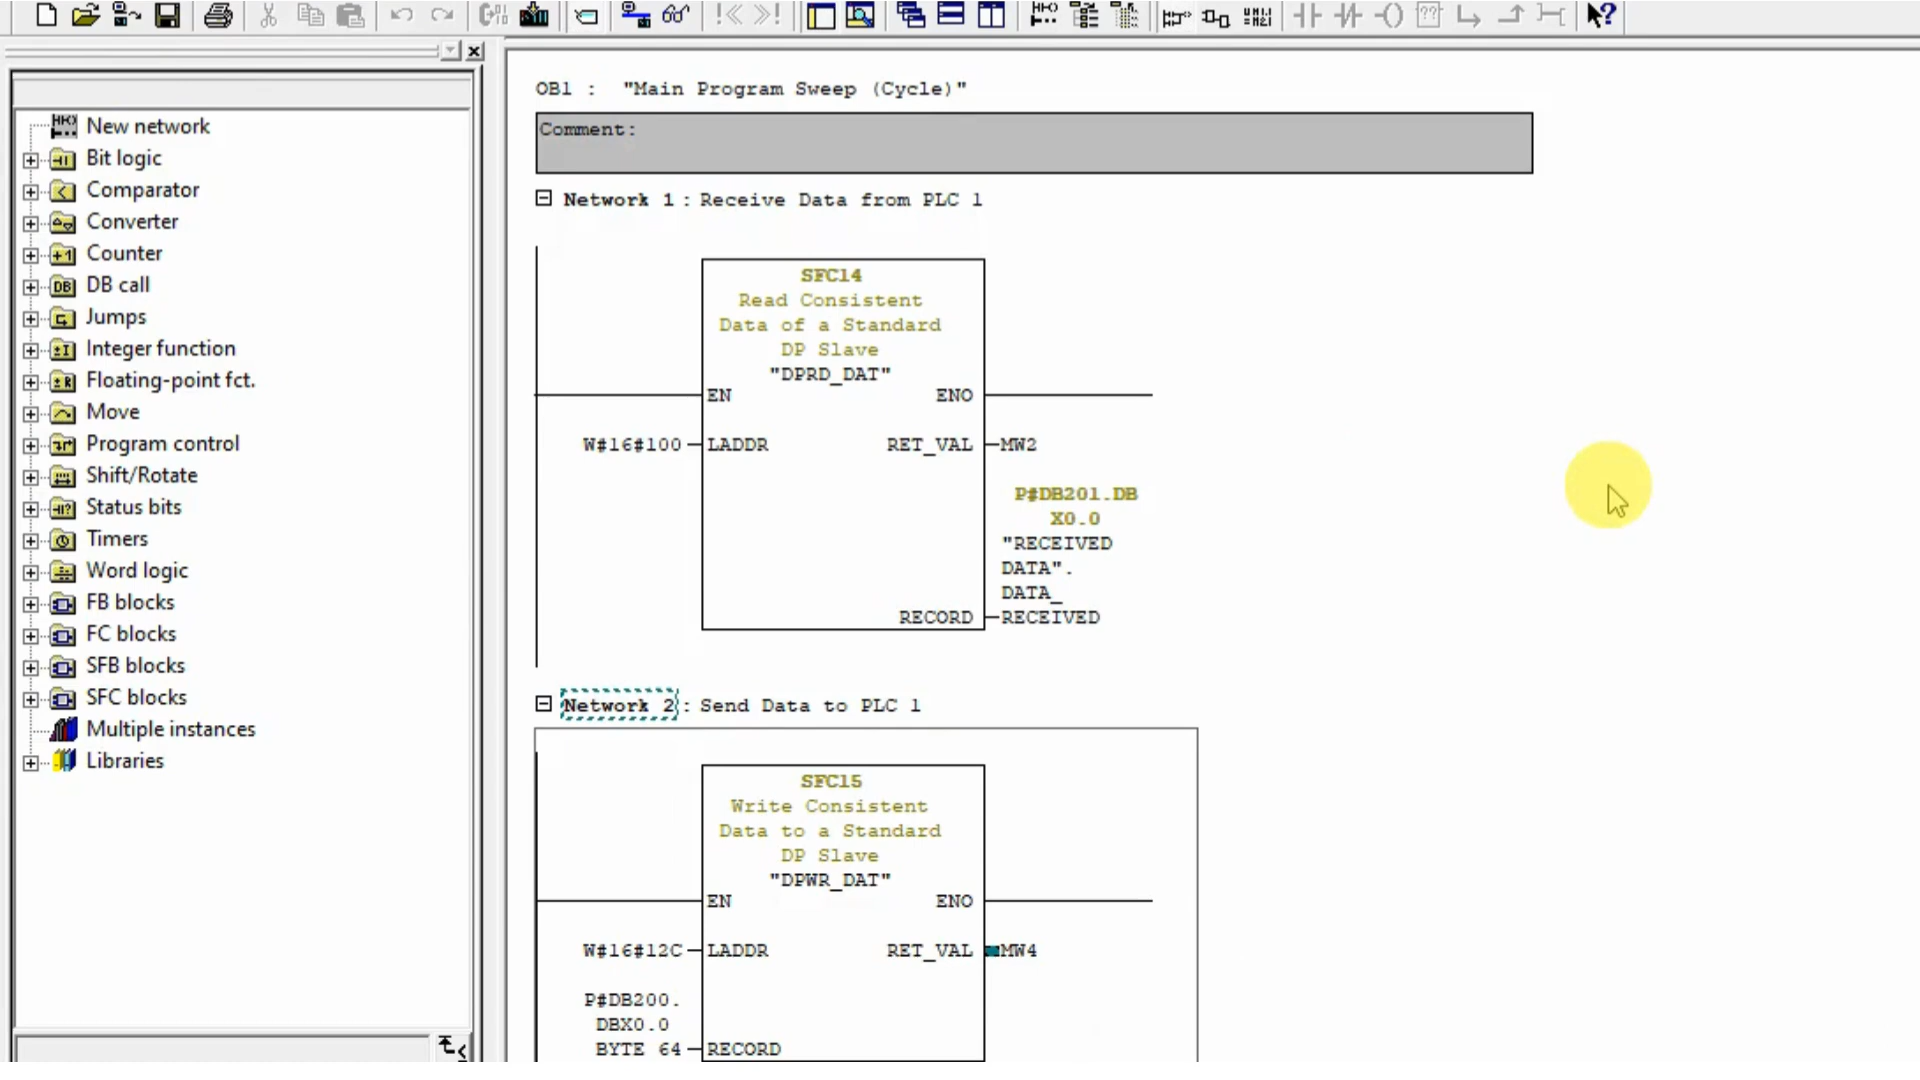 New network
Bit logic
Comparator
Converter
Counter
DB call
Jumps
Integer function
Floating-point fct.
Move
Program control
Shift/Rotate
Status bits
Timers
Word logic
FB blocks
FC blocks
SFB blocks
SFC blocks
Multiple instances
Libraries
OB1 : "Main Program Sweep (Cycle)"
Comment:
Network 1: Receive Data from PLC 1
SFC14
Read Consistent
Data of a Standard
DP Slave
"DPRD_DAT"
EN ENO
W#16#100 LADDR RET_VAL MW2
P#DB201.DB
X0.0
"RECEIVED
DATA".
DATA_
RECORD RECEIVED
Network 2: Send Data to PLC 1
SFC15
Write Consistent
Data to a Standard
DP Slave
"DPWR_DAT"
EN ENO
W#16#12C LADDR RET_VAL MW4
P#DB200.
DBX0.0
BYTE 64 RECORD